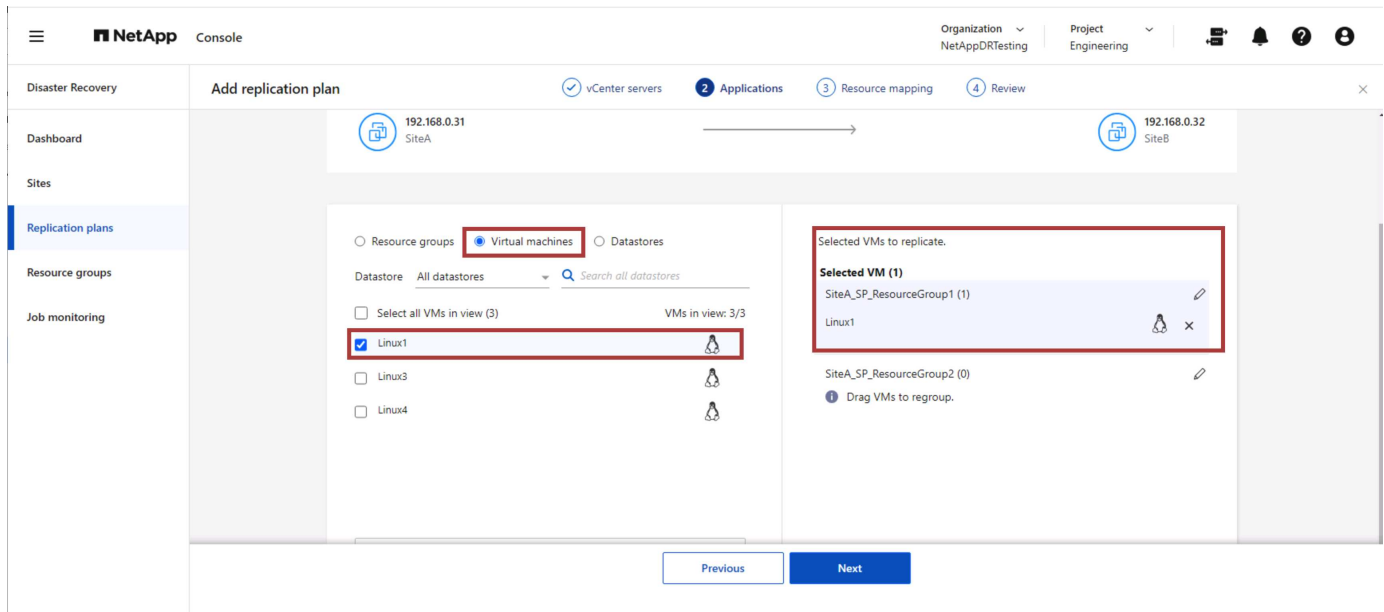 NetApp Console
Organization
NetAppDRTesting
Project
Engineering
Disaster Recovery
Add replication plan
vCenter servers
2 Applications
3 Resource mapping
4 Review
Dashboard
Sites
Replication plans
Resource groups
Job monitoring
192.168.0.31
SiteA
192.168.0.32
SiteB
Resource groups
Virtual machines
Datastores
Datastore All datastores
Search all datastores
Select all VMs in view (3)
VMs in view: 3/3
Linux1
Linux3
Linux4
Selected VMs to replicate.
Selected VM (1)
SiteA_SP_ResourceGroup1 (1)
Linux1
SiteA_SP_ResourceGroup2 (0)
Drag VMs to regroup.
Previous
Next